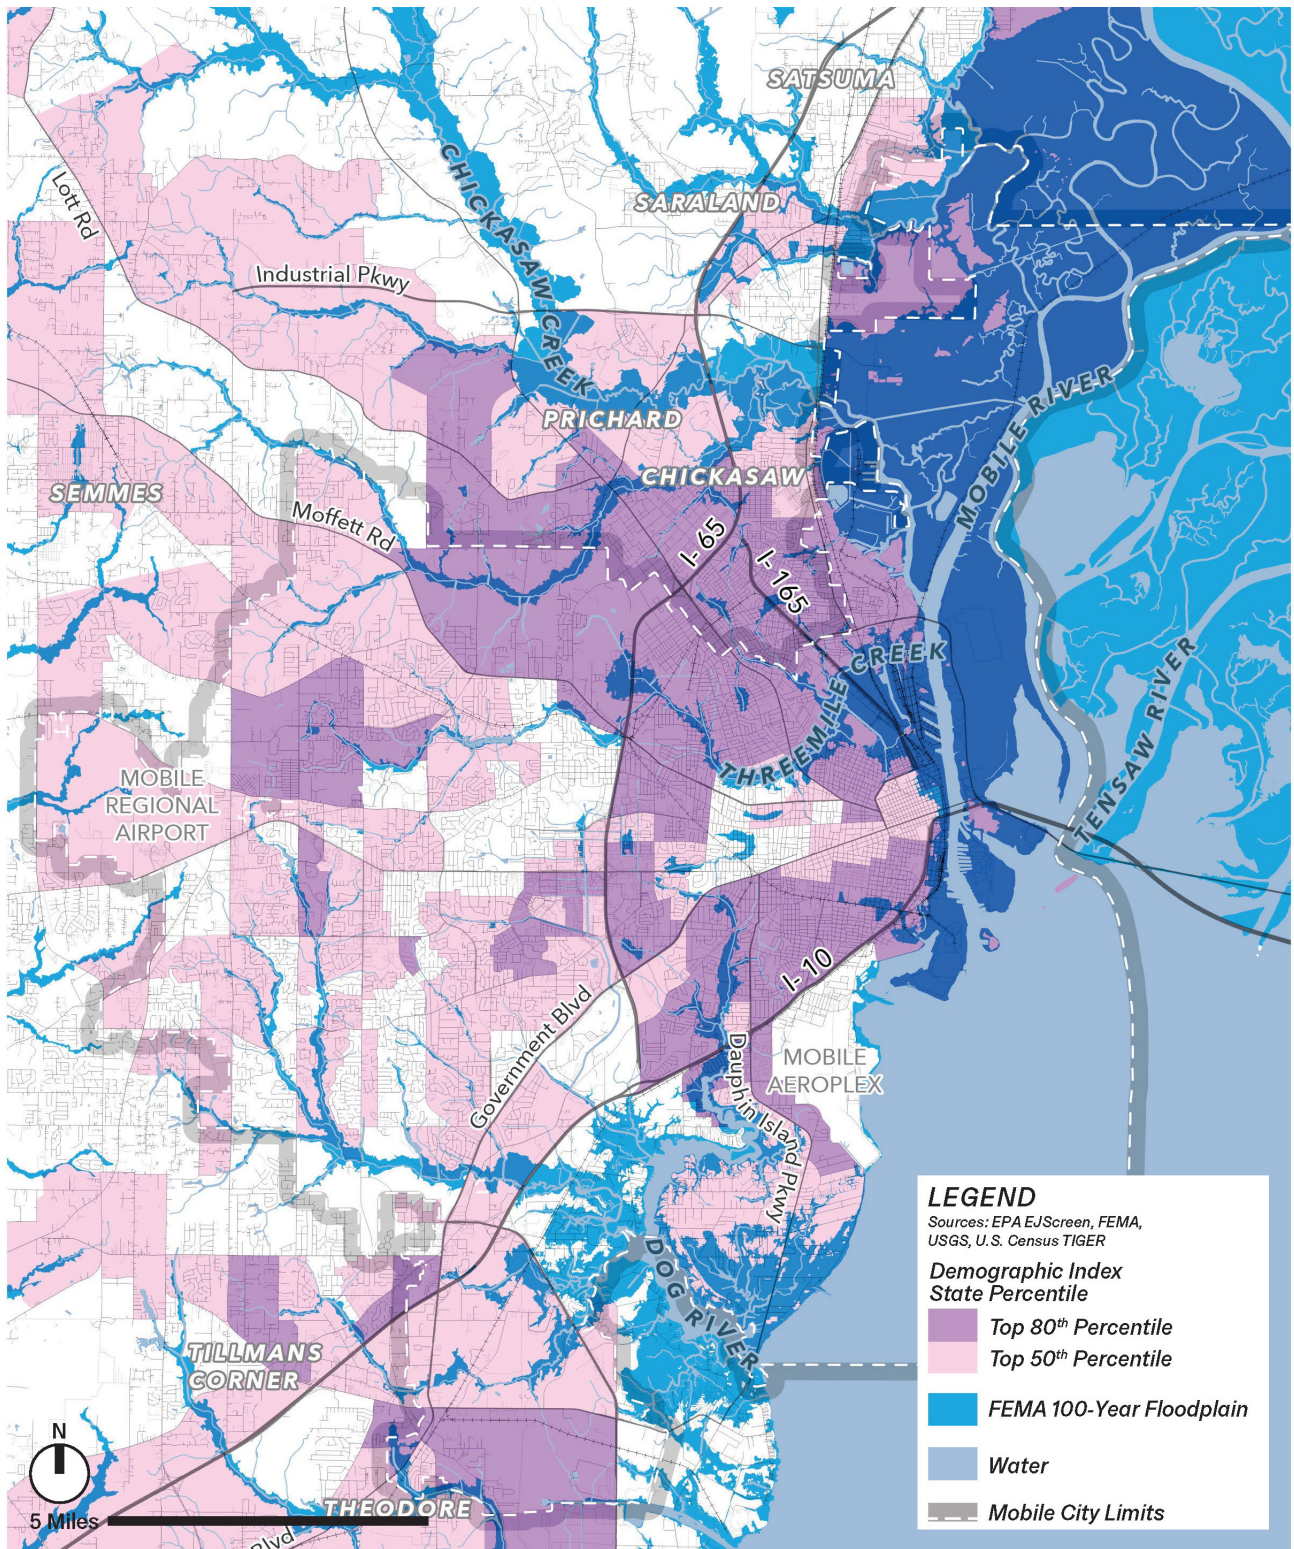 SATSUMA
CHICKASAW CREEK
Lott Rd
SARALAND
Industrial Pkwy
MOBILE RIVER
PRICHARD
CHICKASAW
SEMMES
Moffett Rd
I-65
I-165
THREEMILE CREEK
TENSAW RIVER
MOBILE
REGIONAL
AIRPORT
I-10
Government Blvd
Dauphin Island Pkwy
MOBILE
AEROPLEX
DOG RIVER
TILLMANS
CORNER
THEODORE
N
5 Miles
Blvd
LEGEND
Sources: EPA EJScreen, FEMA,
USGS, U.S. Census TIGER
Demographic Index
State Percentile
Top 80th Percentile
Top 50th Percentile
FEMA 100-Year Floodplain
Water
Mobile City Limits